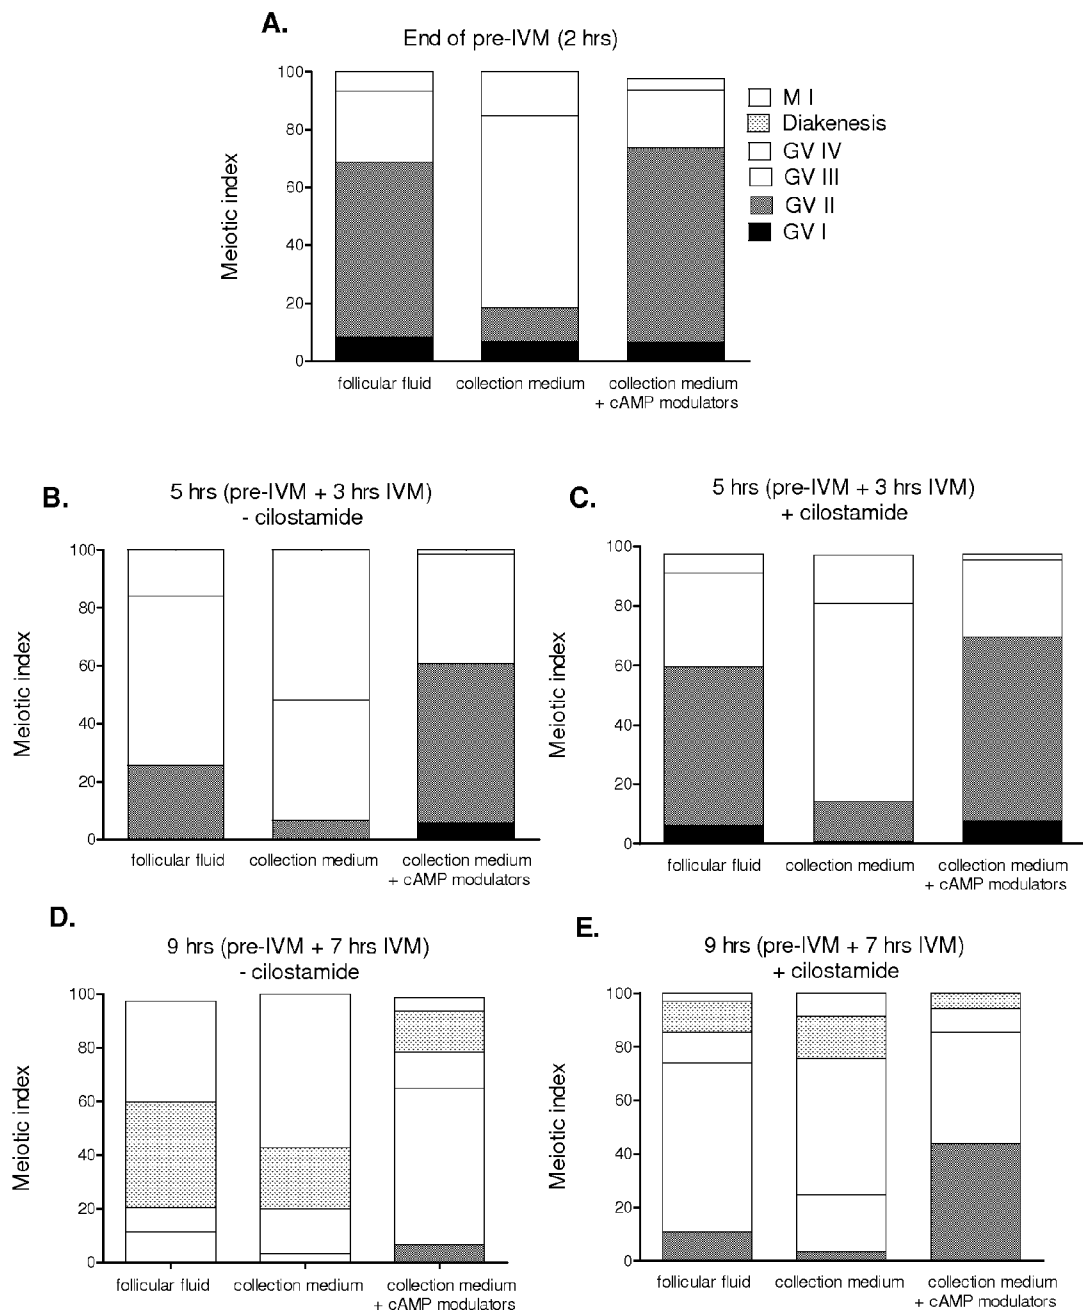 A.
End of pre-IVM (2 hrs)
100
80
60
40
20
0
Meiotic index
follicular fluid
collection medium
collection medium
+ cAMP modulators
M I
Diakenesis
GV IV
GV III
GV II
GV I
B.
5 hrs (pre-IVM + 3 hrs IVM)
- cilostamide
100
80
60
40
20
0
Meiotic index
follicular fluid
collection medium
collection medium
+ cAMP modulators
C.
5 hrs (pre-IVM + 3 hrs IVM)
+ cilostamide
100
80
60
40
20
0
Meiotic index
follicular fluid
collection medium
collection medium
+ cAMP modulators
D.
9 hrs (pre-IVM + 7 hrs IVM)
- cilostamide
100
80
60
40
20
0
Meiotic index
follicular fluid
collection medium
collection medium
+ cAMP modulators
E.
9 hrs (pre-IVM + 7 hrs IVM)
+ cilostamide
100
80
60
40
20
0
Meiotic index
follicular fluid
collection medium
collection medium
+ cAMP modulators